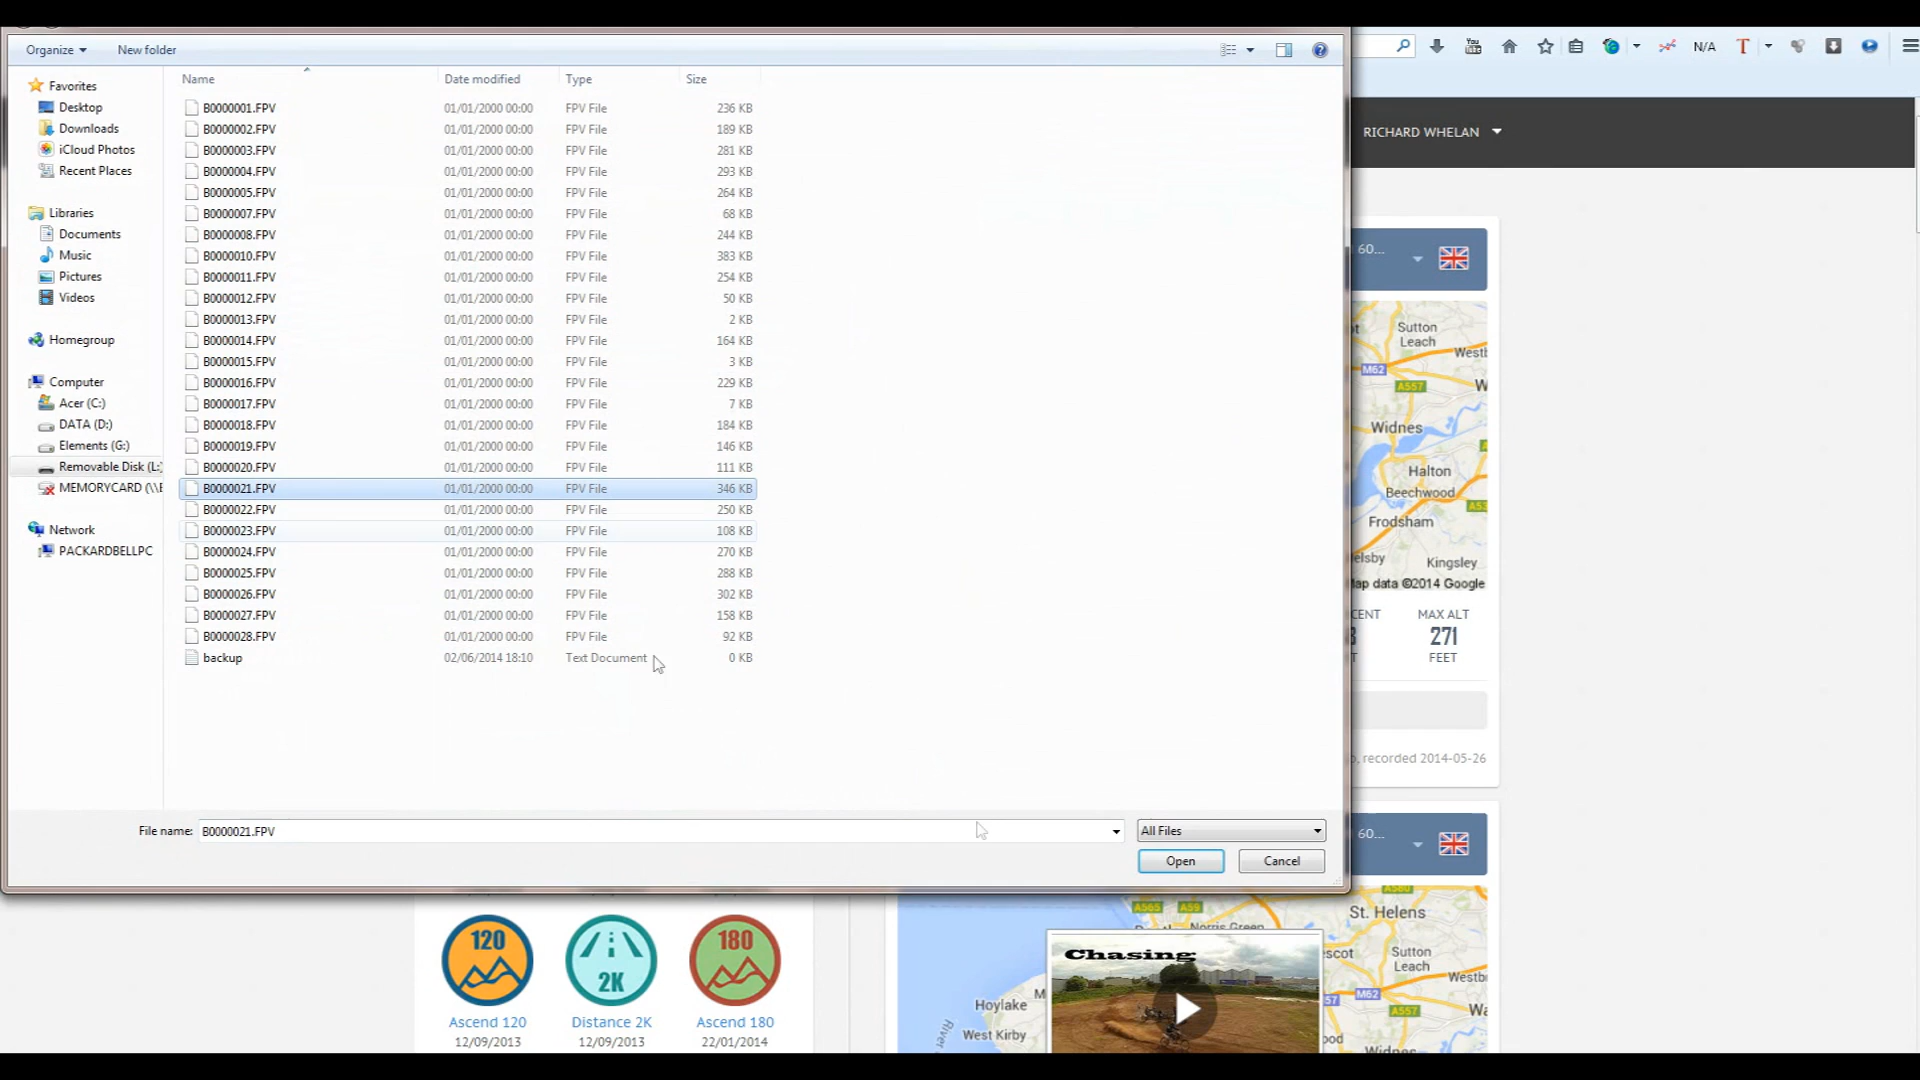 Organize New folder
N/A
Name Date modified Type Size
Favorites
Desktop
Downloads
iCloud Photos
Recent Places
Libraries
Documents
Music
Pictures
Videos
Homegroup
Computer
Acer (C:)
DATA (D:)
Elements (G:)
Removable Disk (L:
MEMORYCARD (\\
Network
PACKARDBELLPC
B0000001.FPV 01/01/2000 00:00 FPV File 236 KB
B0000002.FPV 01/01/2000 00:00 FPV File 189 KB
B0000003.FPV 01/01/2000 00:00 FPV File 281 KB
B0000004.FPV 01/01/2000 00:00 FPV File 293 KB
B0000005.FPV 01/01/2000 00:00 FPV File 264 KB
B0000007.FPV 01/01/2000 00:00 FPV File 68 KB
B0000008.FPV 01/01/2000 00:00 FPV File 244 KB
B0000010.FPV 01/01/2000 00:00 FPV File 383 KB
B0000011.FPV 01/01/2000 00:00 FPV File 254 KB
B0000012.FPV 01/01/2000 00:00 FPV File 50 KB
B0000013.FPV 01/01/2000 00:00 FPV File 2 KB
B0000014.FPV 01/01/2000 00:00 FPV File 164 KB
B0000015.FPV 01/01/2000 00:00 FPV File 3 KB
B0000016.FPV 01/01/2000 00:00 FPV File 229 KB
B0000017.FPV 01/01/2000 00:00 FPV File 7 KB
B0000018.FPV 01/01/2000 00:00 FPV File 184 KB
B0000019.FPV 01/01/2000 00:00 FPV File 146 KB
B0000020.FPV 01/01/2000 00:00 FPV File 111 KB
B0000021.FPV 01/01/2000 00:00 FPV File 346 KB
B0000022.FPV 01/01/2000 00:00 FPV File 250 KB
B0000023.FPV 01/01/2000 00:00 FPV File 108 KB
B0000024.FPV 01/01/2000 00:00 FPV File 270 KB
B0000025.FPV 01/01/2000 00:00 FPV File 288 KB
B0000026.FPV 01/01/2000 00:00 FPV File 302 KB
B0000027.FPV 01/01/2000 00:00 FPV File 158 KB
B0000028.FPV 01/01/2000 00:00 FPV File 92 KB
backup 02/06/2014 18:10 Text Document 0 KB
File name: B0000021.FPV All Files
Open Cancel
RICHARD WHELAN
60...
Sutton
Leach
M62
A557
Widnes
Halton
Beechwood
Frodsham
Kingsley
Map data ©2014 Google
MAX ALT
271
FEET
recorded 2014-05-26
60...
120
2K
180
Ascend 120 Distance 2K Ascend 180
12/09/2013 12/09/2013 22/01/2014
A580
A565 A59
St. Helens
Norris Green
Chasing
Sutton
Leach
M62
A557
Hoylake
West Kirby
Widnes